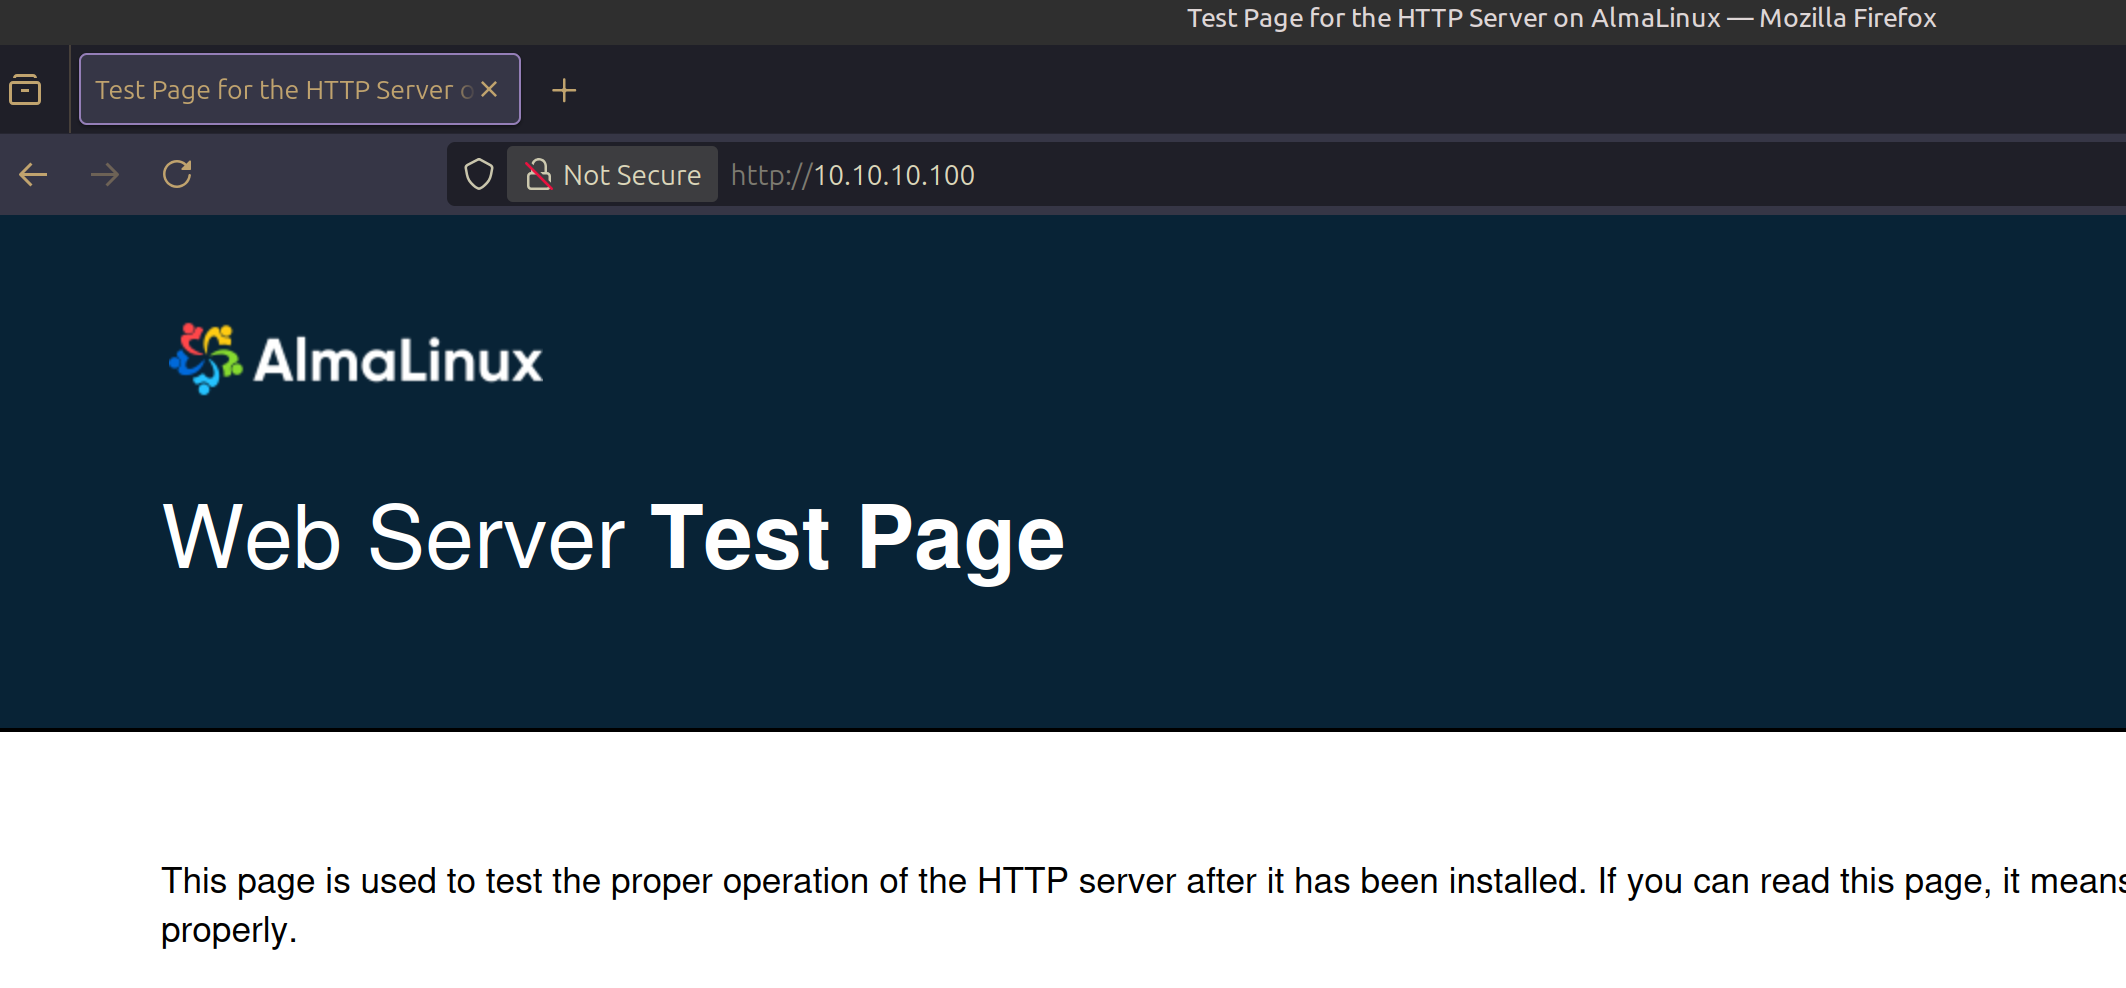 Test Page for the HTTP Server on AlmaLinux — Mozilla Firefox
Test Page for the HTTP Server o
Not Secure http://10.10.10.100
AlmaLinux
Web Server Test Page
This page is used to test the proper operation of the HTTP server after it has been installed. If you can read this page, it means
properly.